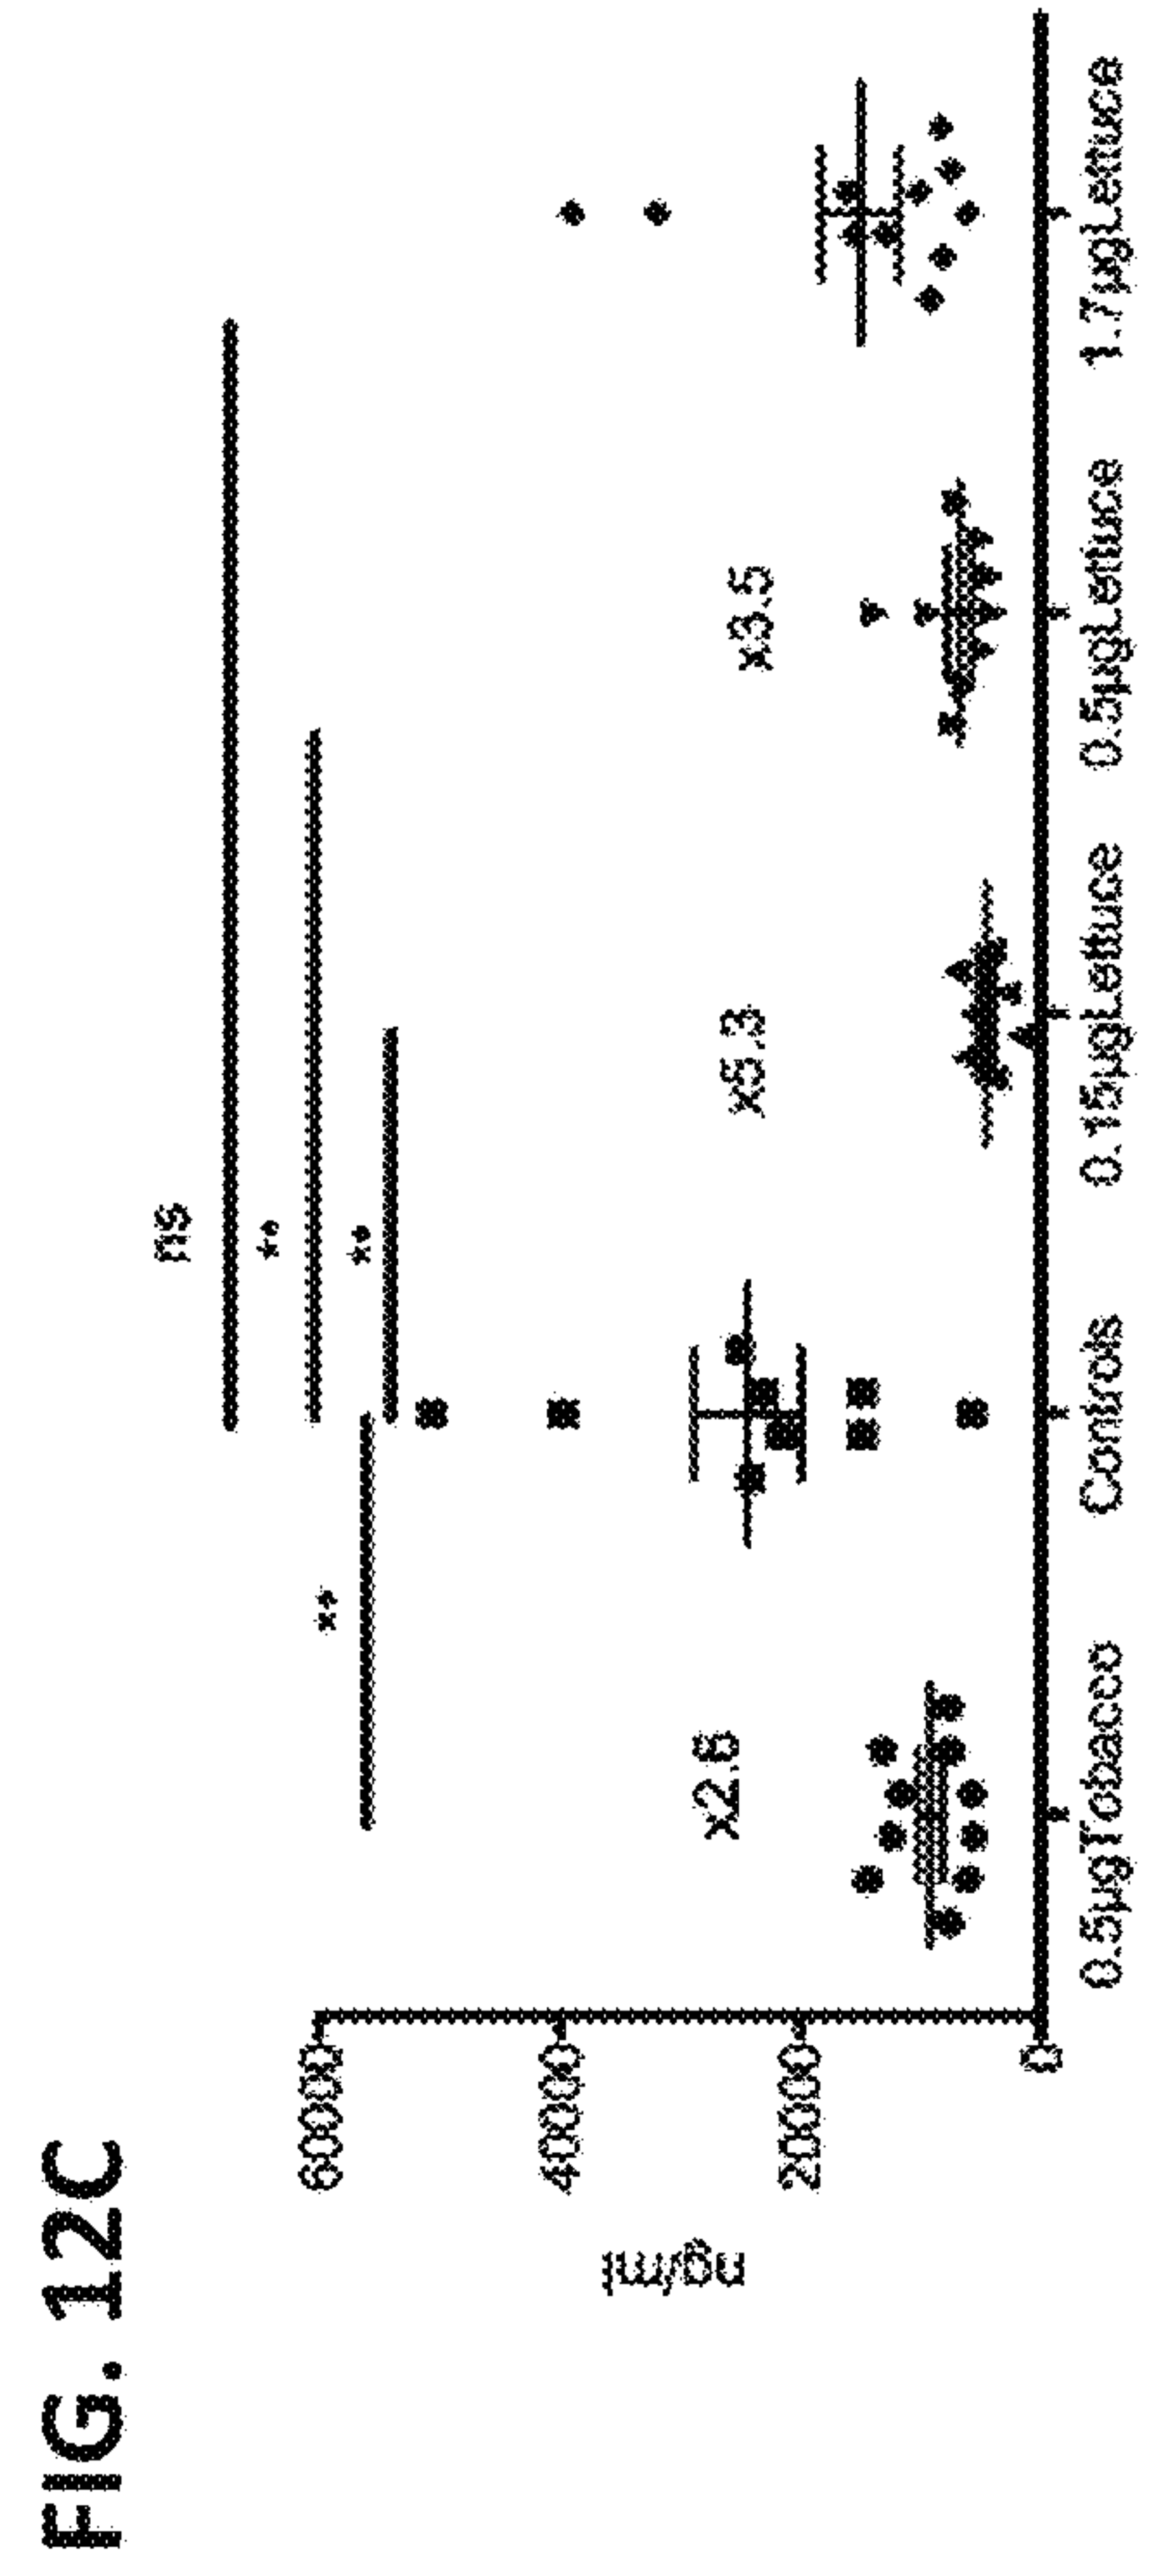 FIG. 12C
ns
**
**
**
60000
40000
20000
0
ng/ml
x2.6
x5.3
x3.5
0.5µgTobacco
Controls
0.15µgLettuce
0.5µgLettuce
1.7µgLettuce